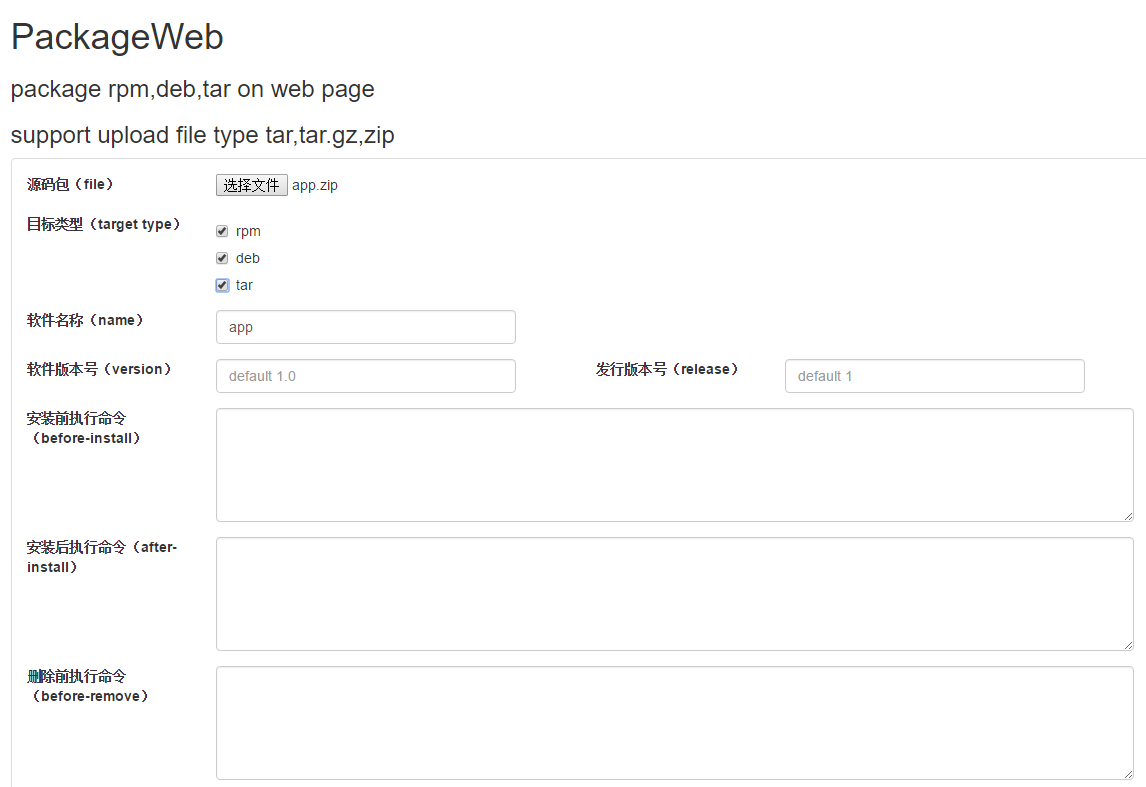 PackageWeb
package rpm,deb,tar on web page
support upload file type tar,tar.gz,zip
源码包（file） 选择文件 app.zip
目标类型（target type）
rpm
deb
tar
软件名称（name） app
软件版本号（version） default 1.0 发行版本号（release） default 1
安装前执行命令
（before-install）
安装后执行命令（after-
install）
删除前执行命令
（before-remove）